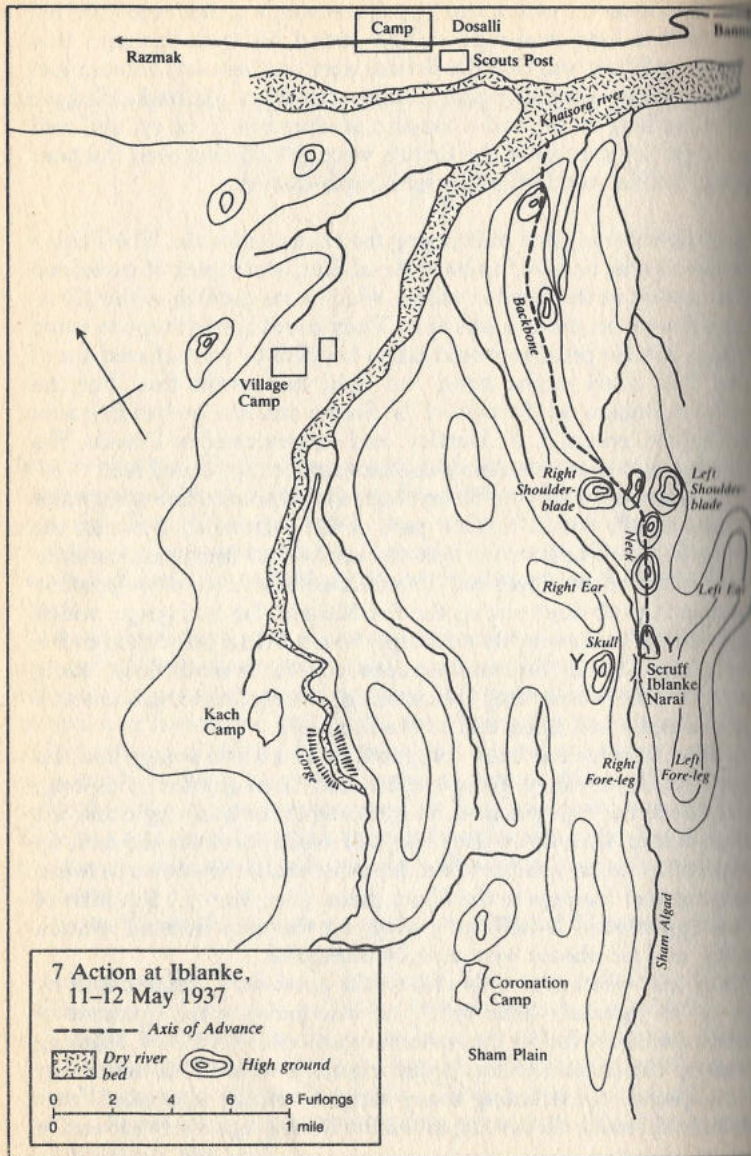 Camp
Dosalli
Razmak
Scouts Post
Khaisora river
Backbone
Village
Camp
Right
Shoulder-
blade
Left
Shoulder-
blade
Neck
Right Ear
Left
Skull
Y
Y
Scruff
Iblanke
Narai
Kach
Camp
Gorge
Right
Fore-leg
Left
Fore-leg
Sham Algad
Coronation
Camp
Sham Plain
7 Action at Iblanke,
11–12 May 1937
Axis of Advance
Dry river
bed
High ground
0 2 4 6 8 Furlongs
0 1 mile